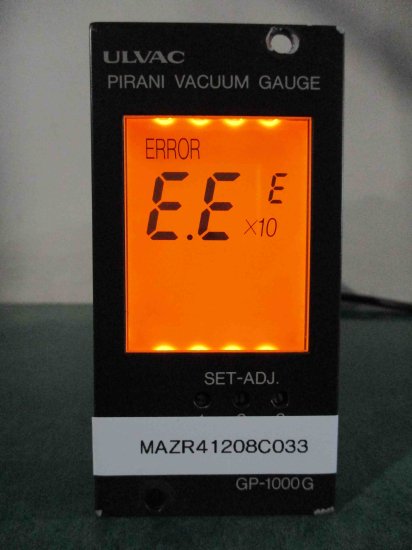 ULVAC
PIRANI VACUUM GAUGE
ERROR
E.E ×10 E
SET-ADJ.
MAZR41208C033
GP-1000G